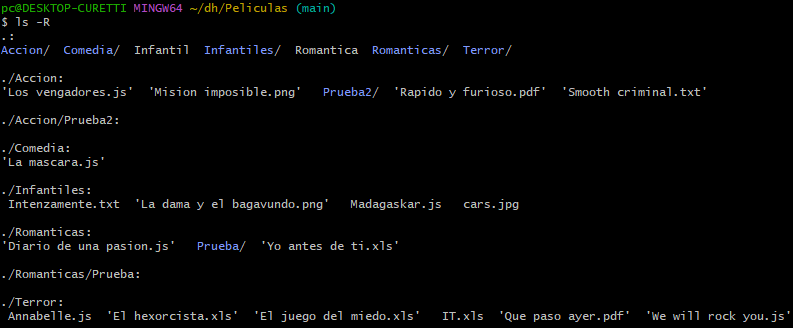 pc@DESKTOP-CURETTI MINGW64 ~/dh/Peliculas (main)
$ ls -R
.:
Accion/  Comedia/  Infantil  Infantiles/  Romantica  Romanticas/  Terror/

./Accion:
'Los vengadores.js'  'Mision imposible.png'   Prueba2/  'Rapido y furioso.pdf'  'Smooth criminal.txt'

./Accion/Prueba2:

./Comedia:
'La mascara.js'

./Infantiles:
 Intenzamente.txt  'La dama y el bagavundo.png'   Madagaskar.js   cars.jpg

./Romanticas:
'Diario de una pasion.js'   Prueba/  'Yo antes de ti.xls'

./Romanticas/Prueba:

./Terror:
 Annabelle.js  'El hexorcista.xls'  'El juego del miedo.xls'   IT.xls  'Que paso ayer.pdf'  'We will rock you.js'